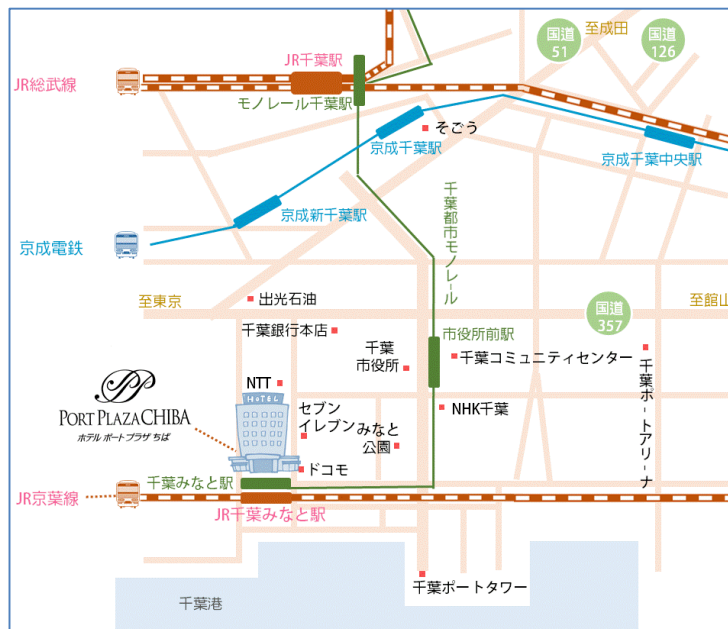 国道
51
至成田
国道
126
JR千葉駅
JR総武線
モノレール千葉駅
そごう
京成千葉駅
京成千葉中央駅
千葉都市モノレール
京成新千葉駅
京成電鉄
至東京
出光石油
国道
357
至館山
千葉銀行本店
市役所前駅
千葉
市役所
千葉コミュニティセンター
千葉ポートアリーナ
NTT
HOTEL
PORT PLAZA CHIBA
ホテル ポートプラザ ちば
セブン
イレブン
みなと
公園
NHK千葉
ドコモ
千葉みなと駅
JR京葉線
JR千葉みなと駅
千葉ポートタワー
千葉港